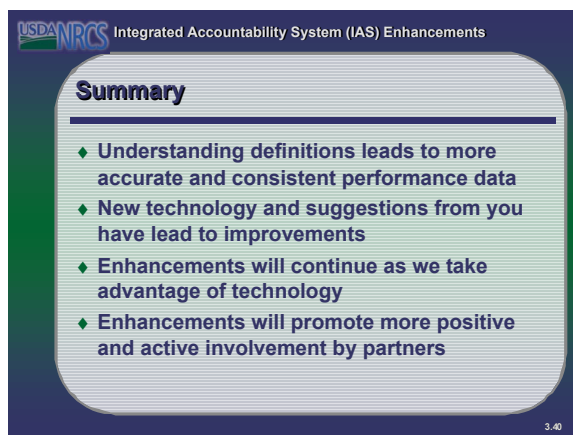 USDA NRCS Integrated Accountability System (IAS) Enhancements
Summary
♦ Understanding definitions leads to more
accurate and consistent performance data
♦ New technology and suggestions from you
have lead to improvements
♦ Enhancements will continue as we take
advantage of technology
♦ Enhancements will promote more positive
and active involvement by partners
3.40